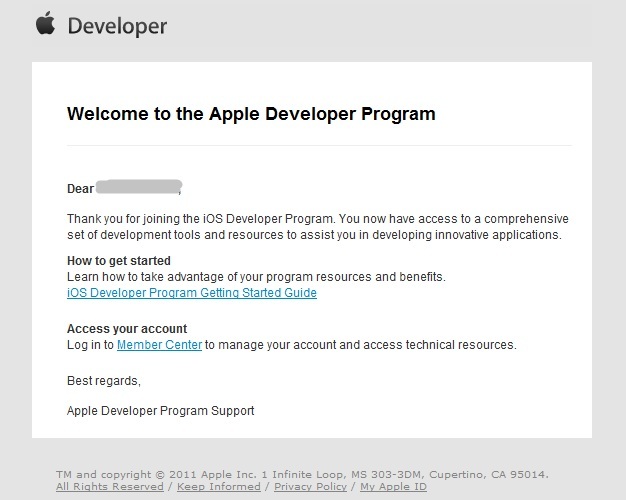 Developer
Welcome to the Apple Developer Program
Dear ,
Thank you for joining the iOS Developer Program. You now have access to a comprehensive
set of development tools and resources to assist you in developing innovative applications.
How to get started
Learn how to take advantage of your program resources and benefits.
iOS Developer Program Getting Started Guide
Access your account
Log in to Member Center to manage your account and access technical resources.
Best regards,
Apple Developer Program Support
TM and copyright © 2011 Apple Inc. 1 Infinite Loop, MS 303-3DM, Cupertino, CA 95014.
All Rights Reserved / Keep Informed / Privacy Policy / My Apple ID